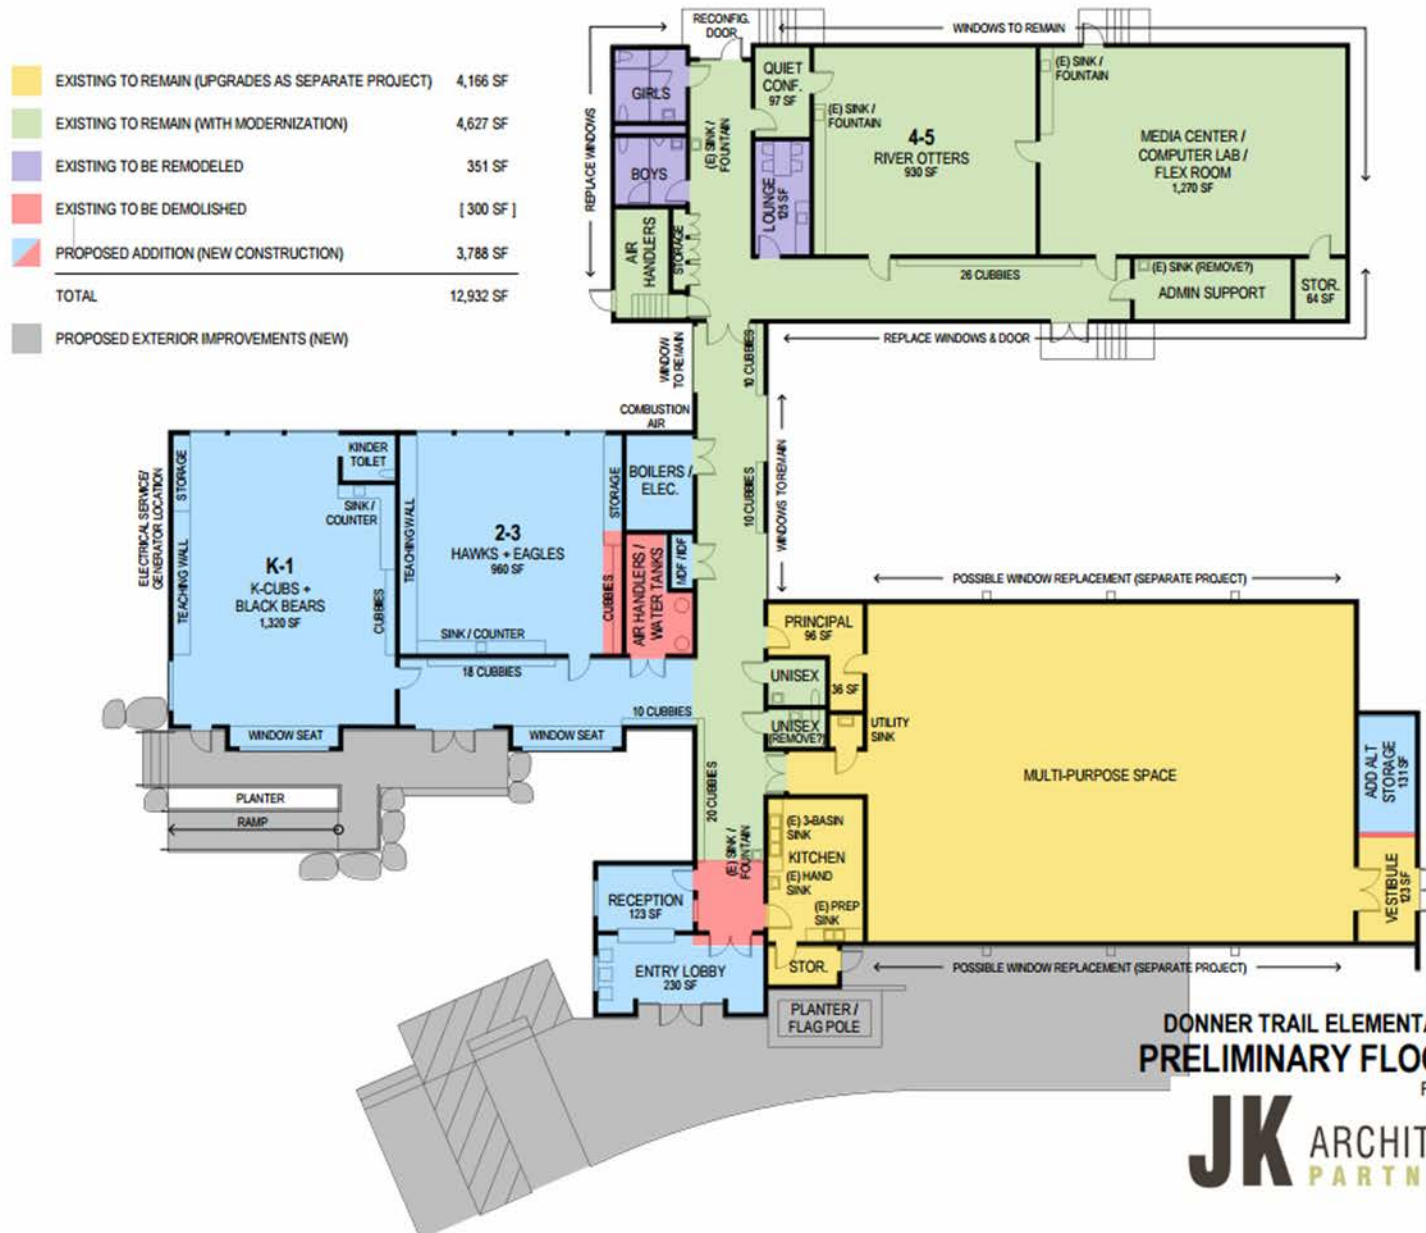 EXISTING TO REMAIN (UPGRADES AS SEPARATE PROJECT) 4,166 SF
EXISTING TO REMAIN (WITH MODERNIZATION) 4,627 SF
EXISTING TO BE REMODELED 351 SF
EXISTING TO BE DEMOLISHED [ 300 SF ]
PROPOSED ADDITION (NEW CONSTRUCTION) 3,788 SF
TOTAL 12,932 SF
PROPOSED EXTERIOR IMPROVEMENTS (NEW)
RECONFIG.
DOOR
WINDOWS TO REMAIN
REPLACE WINDOWS
GIRLS
BOYS
(E) SINK /
FOUNTAIN
QUIET
CONF.
97 SF
LOUNGE
125 SF
(E) SINK /
FOUNTAIN
4-5
RIVER OTTERS
930 SF
(E) SINK /
FOUNTAIN
MEDIA CENTER /
COMPUTER LAB /
FLEX ROOM
1,270 SF
AIR
HANDLERS
STORAGE
26 CUBBIES
(E) SINK (REMOVE?)
ADMIN SUPPORT
STOR.
64 SF
REPLACE WINDOWS & DOOR
WINDOW
TO REMAIN
10 CUBBIES
COMBUSTION
AIR
10 CUBBIES
WINDOWS TO REMAIN
ELECTRICAL SERVICE/
GENERATOR LOCATION
STORAGE
TEACHING WALL
KINDER
TOILET
SINK /
COUNTER
K-1
K-CUBS +
BLACK BEARS
1,320 SF
CUBBIES
TEACHING WALL
2-3
HAWKS + EAGLES
960 SF
STORAGE
CUBBIES
SINK / COUNTER
BOILERS /
ELEC.
AIR HANDLERS /
WATER TANKS
MDF / IDF
18 CUBBIES
10 CUBBIES
WINDOW SEAT
WINDOW SEAT
PLANTER
RAMP
20 CUBBIES
(E) SINK /
FOUNTAIN
POSSIBLE WINDOW REPLACEMENT (SEPARATE PROJECT)
PRINCIPAL
96 SF
UNISEX
36 SF
UNISEX
(REMOVE?)
UTILITY
SINK
MULTI-PURPOSE SPACE
ADD ALT
STORAGE
131 SF
VESTIBULE
123 SF
(E) 3-BASIN
SINK
KITCHEN
(E) HAND
SINK
(E) PREP
SINK
STOR.
RECEPTION
123 SF
ENTRY LOBBY
230 SF
POSSIBLE WINDOW REPLACEMENT (SEPARATE PROJECT)
PLANTER /
FLAG POLE
DONNER TRAIL ELEMENTA
PRELIMINARY FLOO
JK ARCHIT
PARTN